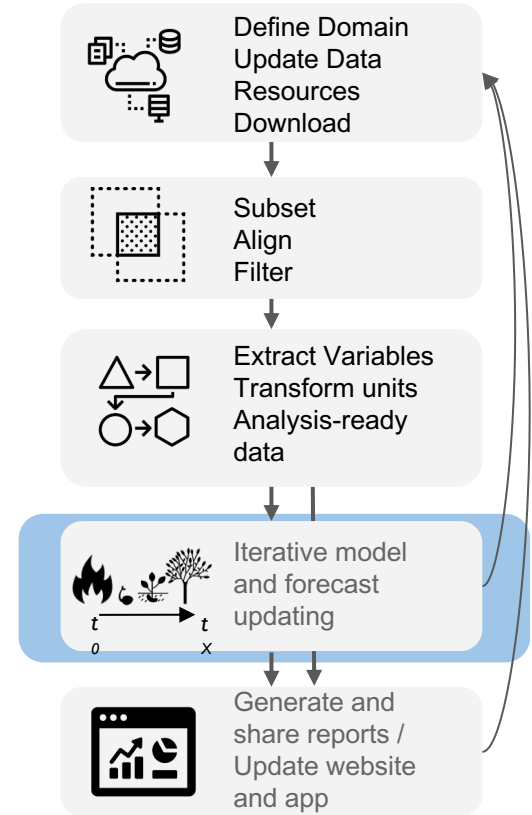 Define Domain
Update Data
Resources
Download
Subset
Align
Filter
Extract Variables
Transform units
Analysis-ready
data
Iterative model
and forecast
updating
t t
0 X
Generate and
share reports /
Update website
and app